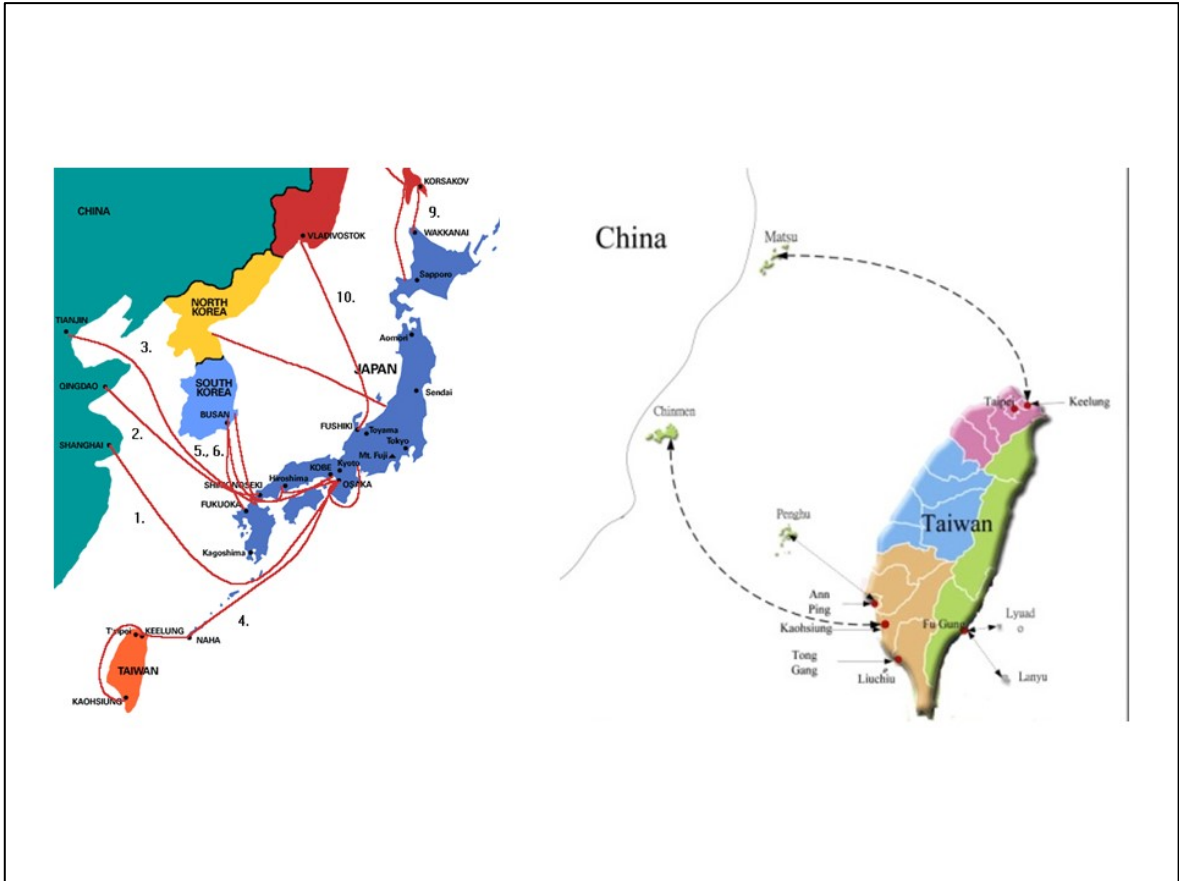 KORSAKOV
9.
CHINA
WAKKANAI
VLADIVOSTOK
Sapporo
NORTH
KOREA
10.
TIANJIN
3.
Aomori
JAPAN
QINGDAO
SOUTH
KOREA
Sendai
BUSAN
2.
FUSHIKI
Toyama
SHANGHAI
5., 6.
Tokyo
Mt. Fuji
Kyoto
KOBE
Hiroshima
OSAKA
SHIMONOSEKI
FUKUOKA
1.
Kagoshima
4.
Taipei
KEELUNG
NAHA
TAIWAN
KAOHSIUNG
China
Matsu
Taipei
Keelung
Chinmen
Penghu
Taiwan
Ann
Ping
Kaohsiung
Fu Gung
Lyuad
Tong
Gang
Liuchiu
Lanyu